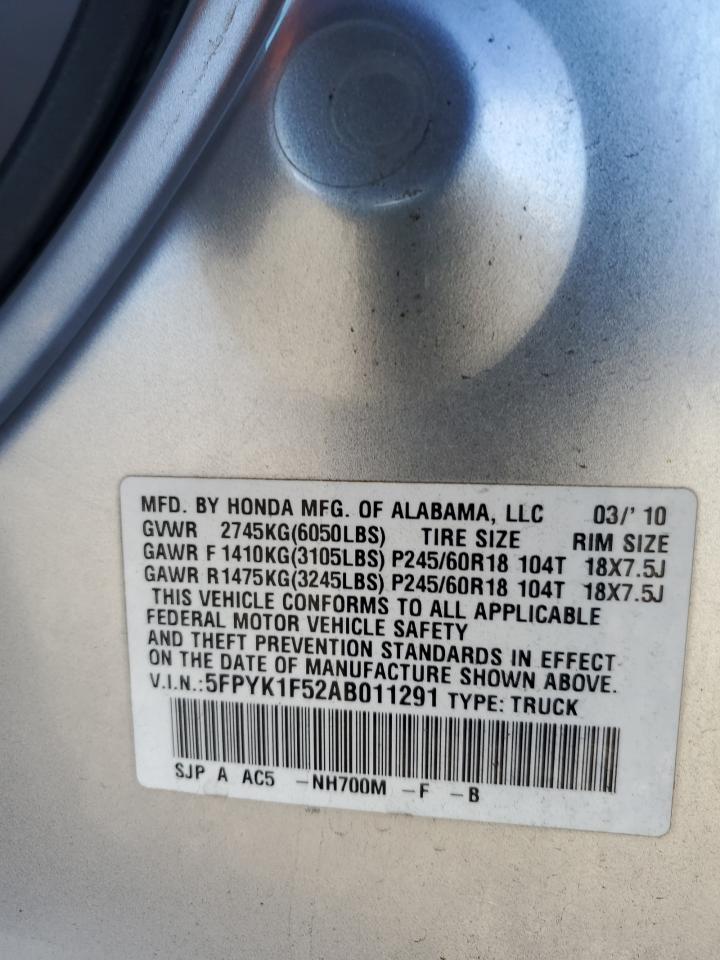 MFD. BY HONDA MFG. OF ALABAMA, LLC 03/' 10
GVWR 2745KG(6050LBS) TIRE SIZE RIM SIZE
GAWR F 1410KG(3105LBS) P245/60R18 104T 18X7.5J
GAWR R1475KG(3245LBS) P245/60R18 104T 18X7.5J
THIS VEHICLE CONFORMS TO ALL APPLICABLE
FEDERAL MOTOR VEHICLE SAFETY
AND THEFT PREVENTION STANDARDS IN EFFECT
ON THE DATE OF MANUFACTURE SHOWN ABOVE.
V.I.N.:5FPYK1F52AB011291 TYPE: TRUCK
SJP A AC5 -NH700M -F -B